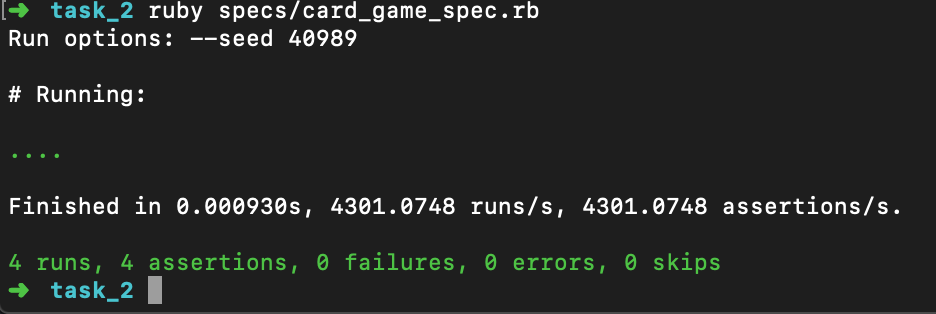 ➜ task_2 ruby specs/card_game_spec.rb
Run options: --seed 40989
# Running:
....
Finished in 0.000930s, 4301.0748 runs/s, 4301.0748 assertions/s.
4 runs, 4 assertions, 0 failures, 0 errors, 0 skips
➜ task_2